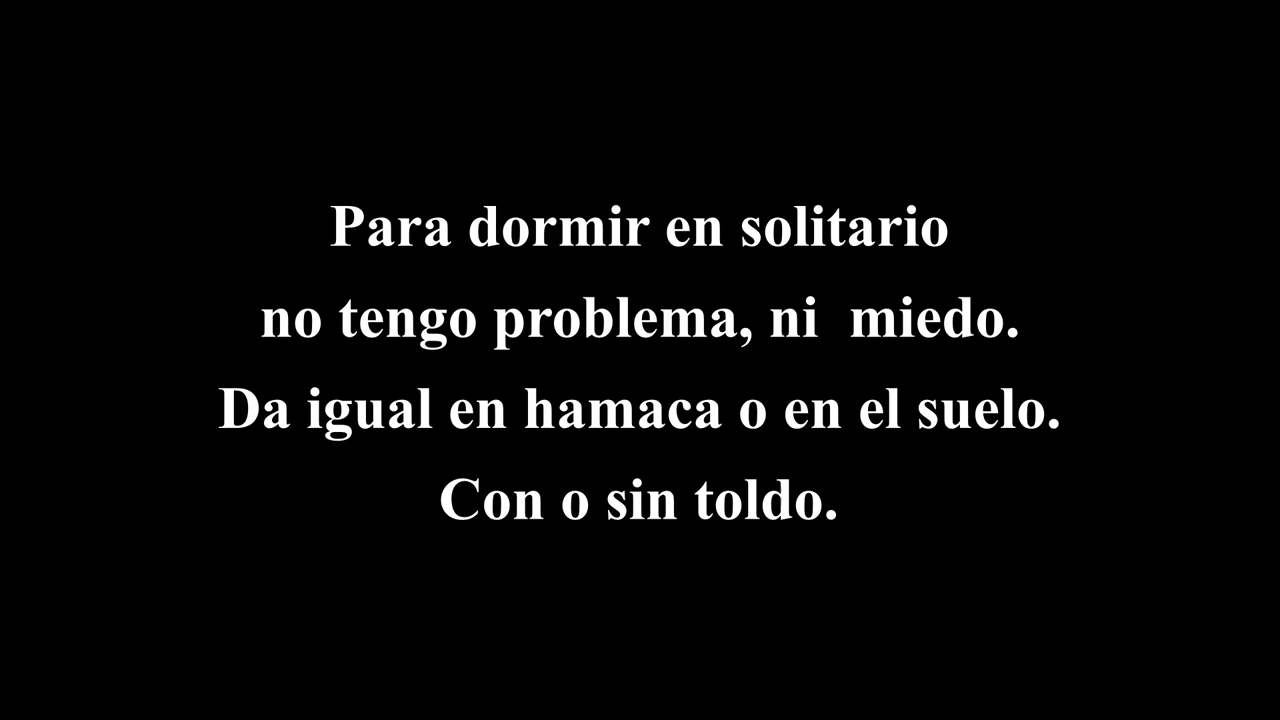 Para dormir en solitario
no tengo problema, ni  miedo.
Da igual en hamaca o en el suelo.
Con o sin toldo.